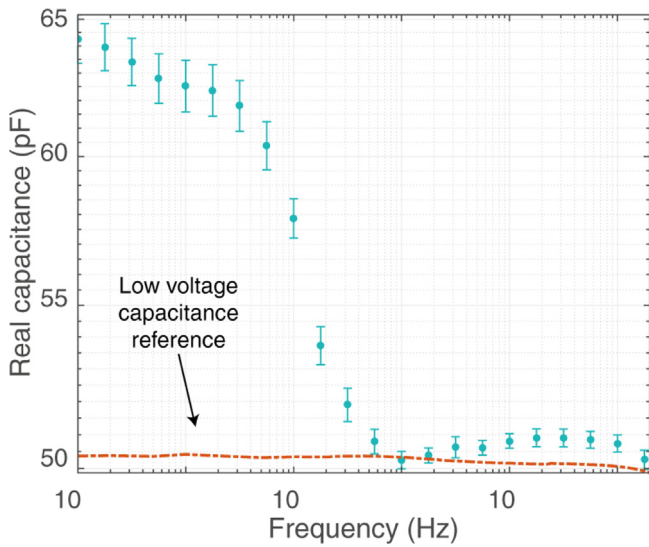 65
60
55
50
Real capacitance (pF)
Low voltage
capacitance
reference
10 10 10
Frequency (Hz)